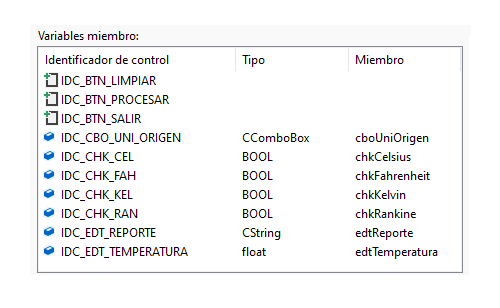 Variables miembro:
Identificador de control Tipo Miembro
IDC_BTN_LIMPIAR
IDC_BTN_PROCESAR
IDC_BTN_SALIR
IDC_CBO_UNI_ORIGEN CComboBox cboUniOrigen
IDC_CHK_CEL BOOL chkCelsius
IDC_CHK_FAH BOOL chkFahrenheit
IDC_CHK_KEL BOOL chkKelvin
IDC_CHK_RAN BOOL chkRankine
IDC_EDT_REPORTE CString edtReporte
IDC_EDT_TEMPERATURA float edtTemperatura